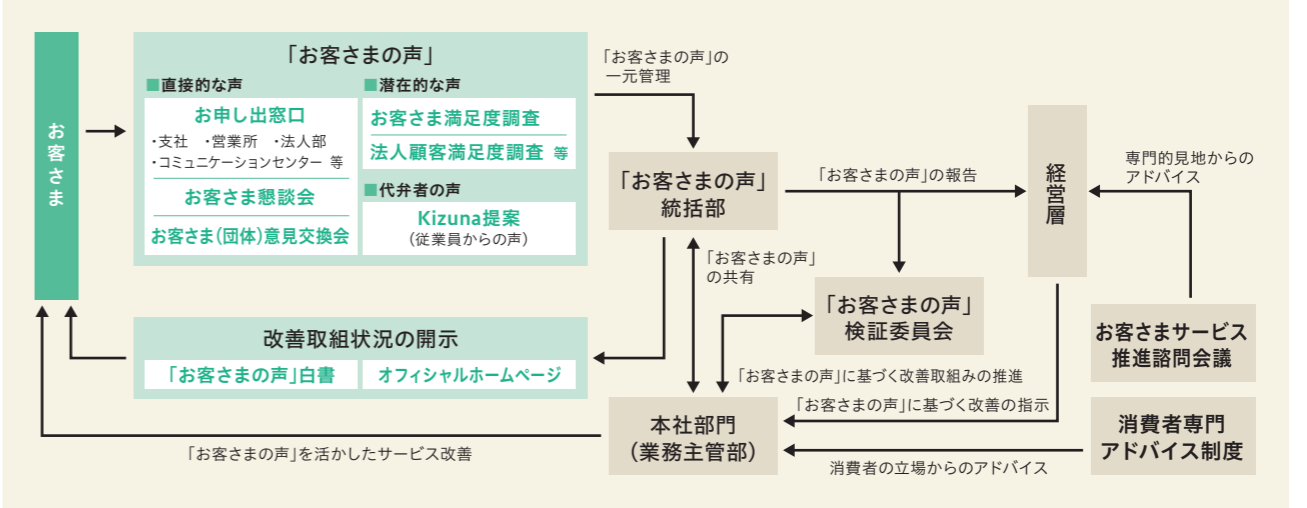 お客さま
「お客さまの声」
■直接的な声
お申し出窓口
・支社 ・営業所 ・法人部
・コミュニケーションセンター 等
お客さま懇談会
お客さま(団体)意見交換会
■潜在的な声
お客さま満足度調査
法人顧客満足度調査 等
■代弁者の声
Kizuna提案
(従業員からの声)
「お客さまの声」の
一元管理
「お客さまの声」
統括部
「お客さまの声」の報告
経営層
専門的見地からの
アドバイス
「お客さまの声」
の共有
「お客さまの声」
検証委員会
お客さまサービス
推進諮問会議
改善取組状況の開示
「お客さまの声」白書
オフィシャルホームページ
「お客さまの声」に基づく改善取組みの推進
「お客さまの声」に基づく改善の指示
本社部門
(業務主管部)
消費者専門
アドバイス制度
「お客さまの声」を活かしたサービス改善
消費者の立場からのアドバイス